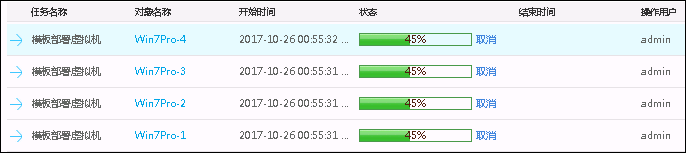 任务名称 对象名称 开始时间 状态 结束时间 操作用户
模板部署虚拟机 Win7Pro-4 2017-10-26 00:55:32 ... 45% 取消 admin
模板部署虚拟机 Win7Pro-3 2017-10-26 00:55:31 ... 45% 取消 admin
模板部署虚拟机 Win7Pro-2 2017-10-26 00:55:31 ... 45% 取消 admin
模板部署虚拟机 Win7Pro-1 2017-10-26 00:55:31 ... 45% 取消 admin